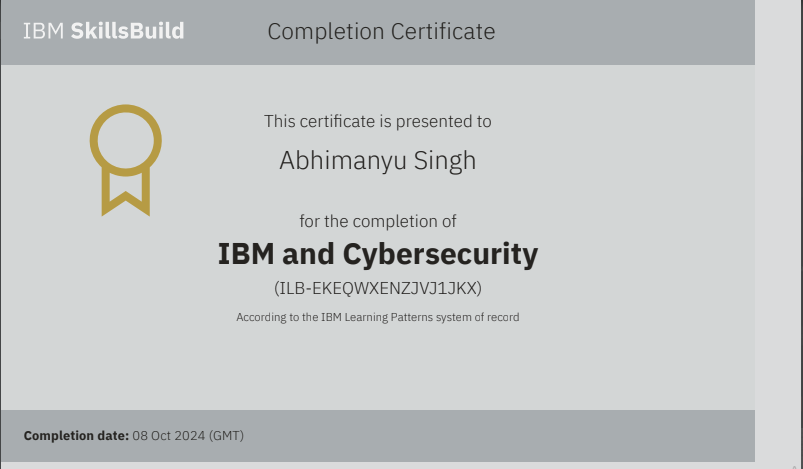 IBM SkillsBuild
Completion Certificate
This certificate is presented to
Abhimanyu Singh
for the completion of
IBM and Cybersecurity
(ILB-EKEQWXENZJVJ1JKX)
According to the IBM Learning Patterns system of record
Completion date: 08 Oct 2024 (GMT)